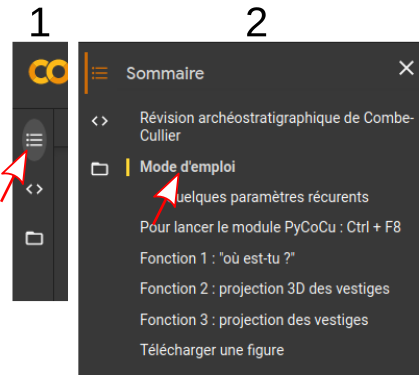 1
2
CO
Sommaire
Révision archéostratigraphique de Combe-
Cullier
Mode d'emploi
uelques paramètres récurents
Pour lancer le module PyCoCu : Ctrl + F8
Fonction 1 : "où est-tu ?"
Fonction 2 : projection 3D des vestiges
Fonction 3 : projection des vestiges
Télécharger une figure